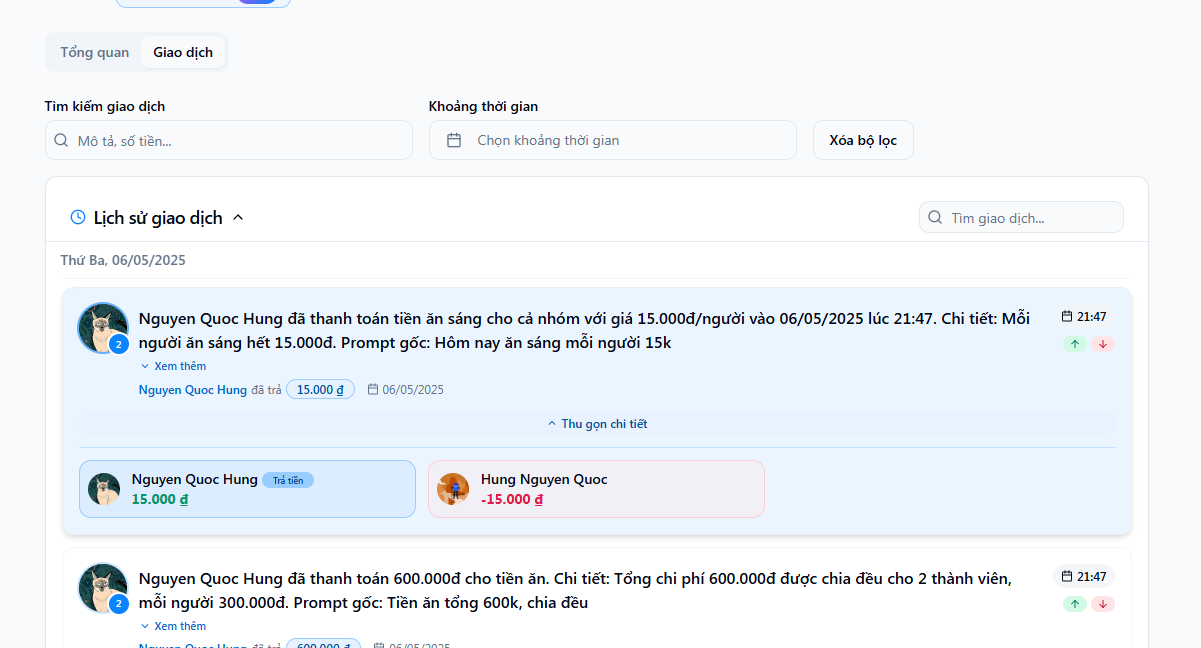 Tổng quan
Giao dịch
Tìm kiếm giao dịch
Khoảng thời gian
Mô tả, số tiền...
Chọn khoảng thời gian
Xóa bộ lọc
Lịch sử giao dịch
Tìm giao dịch...
Thứ Ba, 06/05/2025
Nguyen Quoc Hung đã thanh toán tiền ăn sáng cho cả nhóm với giá 15.000đ/người vào 06/05/2025 lúc 21:47. Chi tiết: Mỗi
người ăn sáng hết 15.000đ. Prompt gốc: Hôm nay ăn sáng mỗi người 15k
21:47
2
Xem thêm
Nguyen Quoc Hung đã trả 15.000 ₫ 06/05/2025
Thu gọn chi tiết
Nguyen Quoc Hung Trả tiền
15.000 ₫
Hung Nguyen Quoc
-15.000 ₫
Nguyen Quoc Hung đã thanh toán 600.000đ cho tiền ăn. Chi tiết: Tổng chi phí 600.000đ được chia đều cho 2 thành viên,
mỗi người 300.000đ. Prompt gốc: Tiền ăn tổng 600k, chia đều
21:47
2
Xem thêm
Nguyen Quoc Hung đã trả 600.000 ₫ 06/05/2025